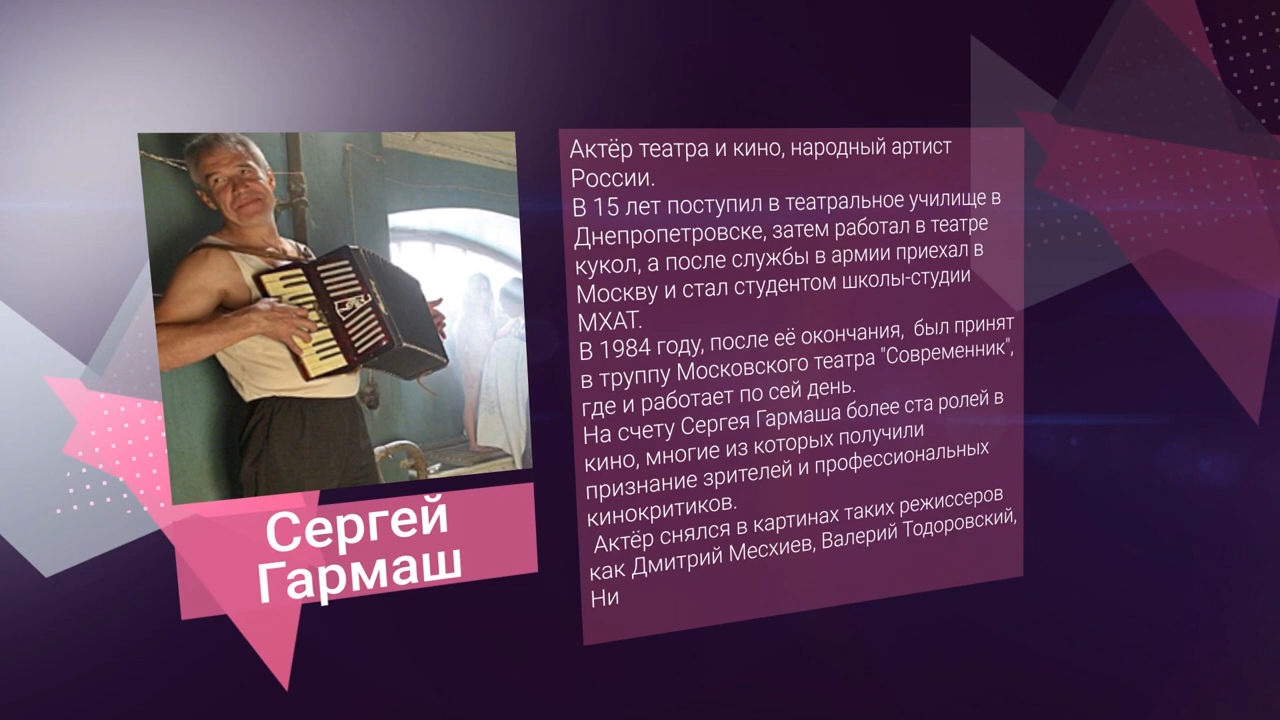 Актёр театра и кино, народный артист
России.
В 15 лет поступил в театральное училище в
Днепропетровске, затем работал в театре
кукол, а после службы в армии приехал в
Москву и стал студентом школы-студии
МХАТ.
В 1984 году, после её окончания,  был принят
в труппу Московского театра "Современник",
где и работает по сей день.
На счету Сергея Гармаша более ста ролей в
кино, многие из которых получили
признание зрителей и профессиональных
кинокритиков.
Актёр снялся в картинах таких режиссеров
как Дмитрий Месхиев, Валерий Тодоровский,
Ни
Сергей
Гармаш